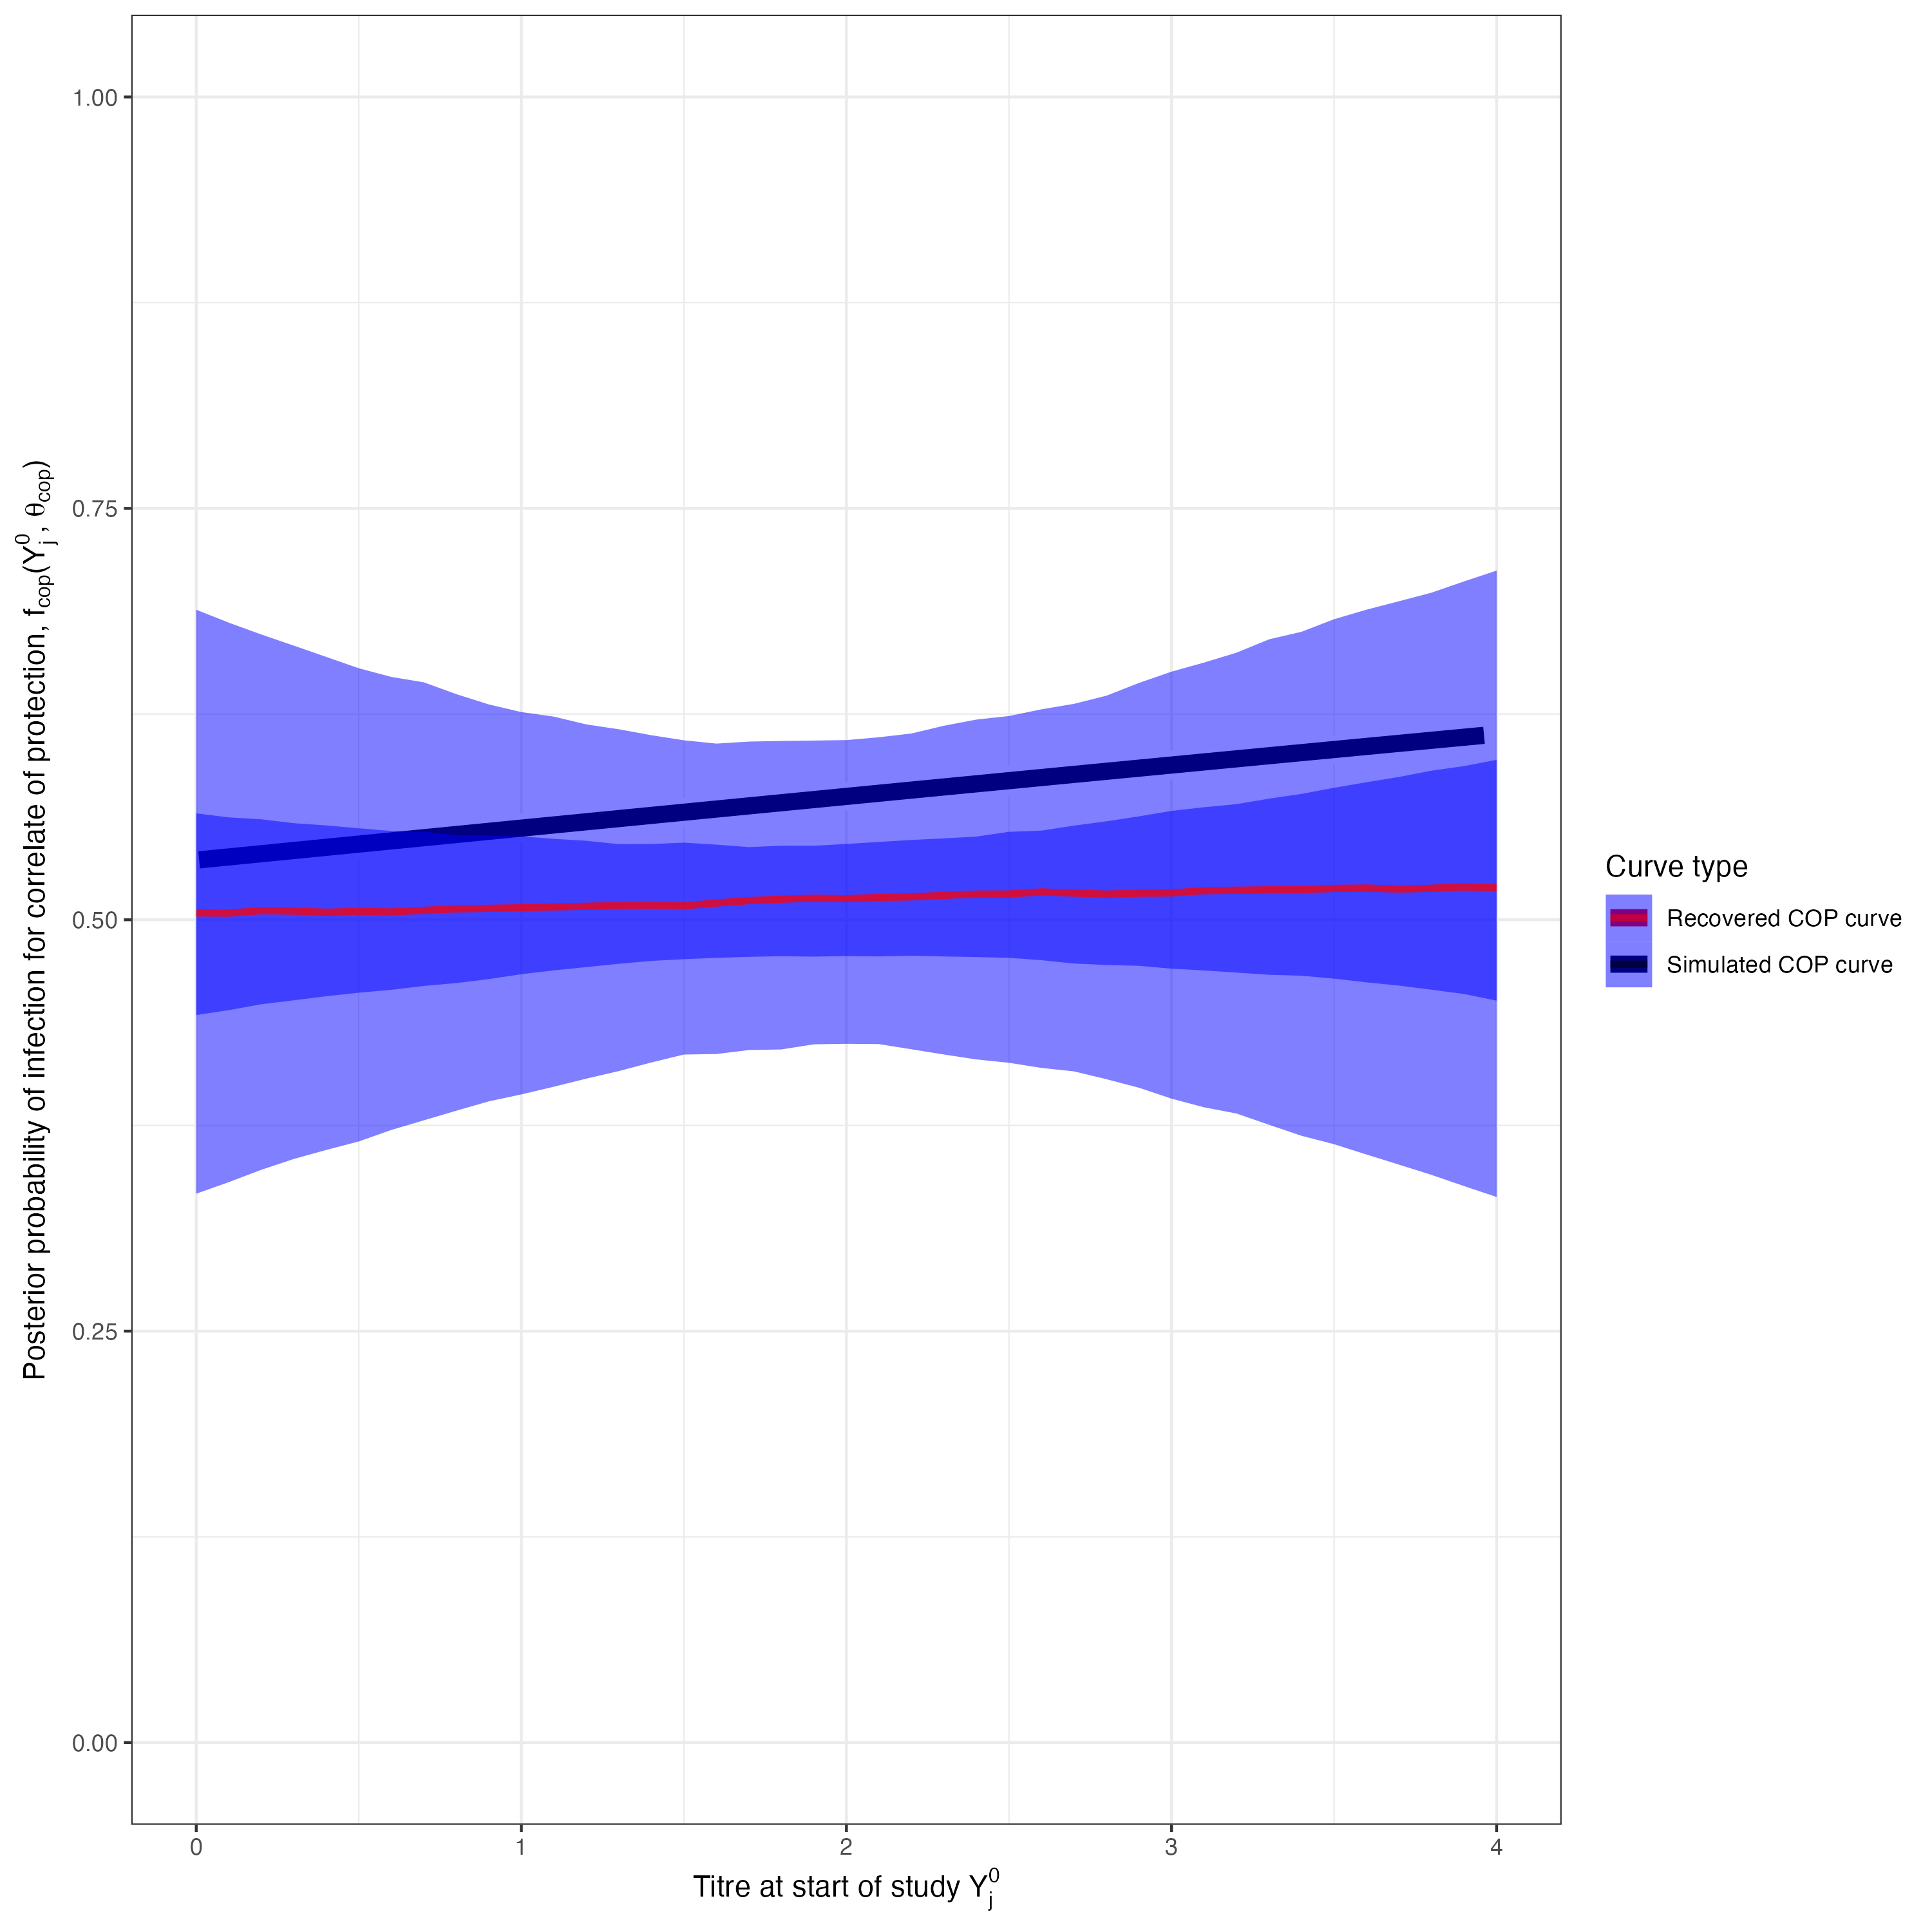 Posterior probability of infection for correlate of protection, f_cop(Y_j^0, θ_cop)
1.00
0.75
0.50
0.25
0.00
0 1 2 3 4
Titre at start of study Y_j^0
Curve type
Recovered COP curve
Simulated COP curve